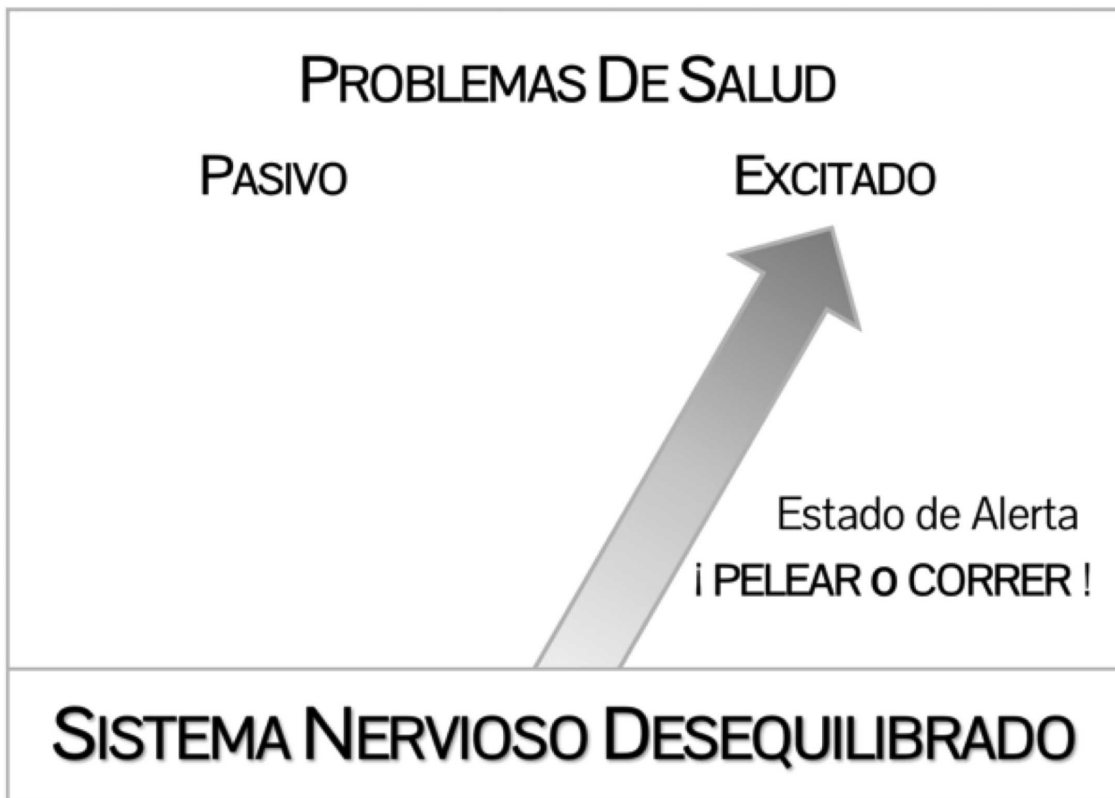 PROBLEMAS DE SALUD
PASIVO
EXCITADO
Estado de Alerta
¡ PELEAR o CORRER !
SISTEMA NERVIOSO DESEQUILIBRADO